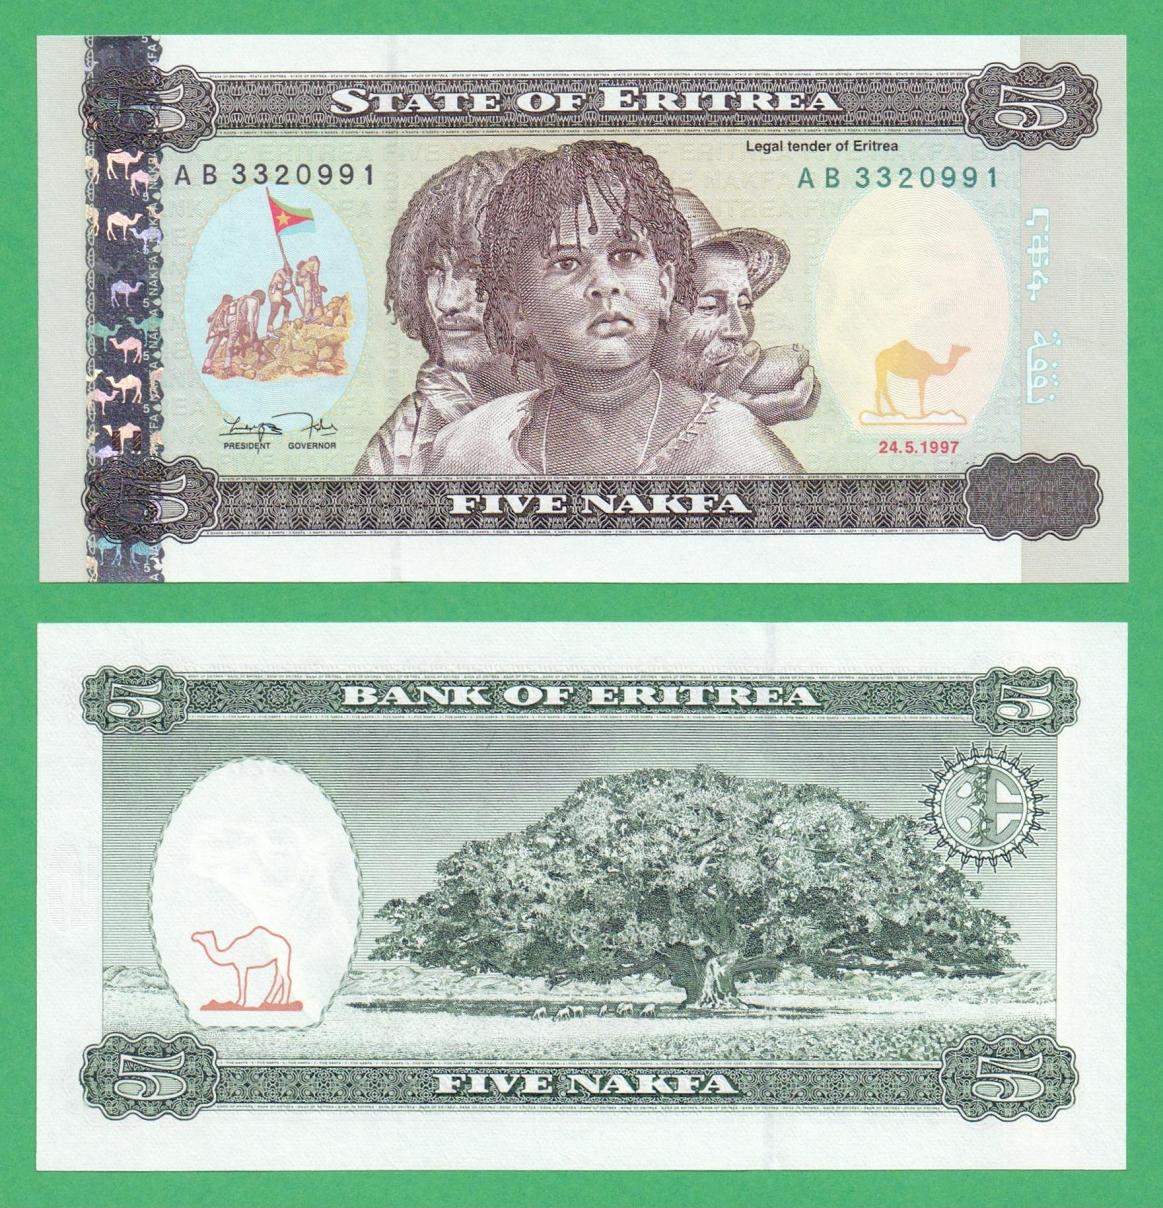 STATE OF ERITREA
5
5
Legal tender of Eritrea
AB 3320991
AB 3320991
ናቕፋ
نقفة
PRESIDENT GOVERNOR
24.5.1997
5
FIVE NAKFA
BANK OF ERITREA
5
5
5
FIVE NAKFA
5